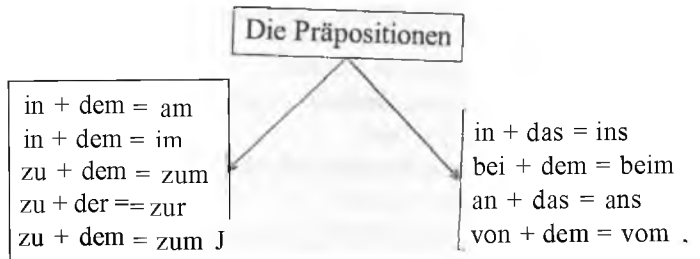 Die Präpositionen
in + dem = am
in + dem = im
zu + dem = zum
zu + der == zur
zu + dem = zum J
in + das = ins
bei + dem = beim
an + das = ans
von + dem = vom .